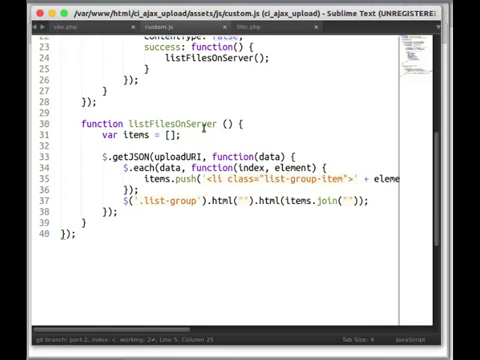 /var/www/html/ci_ajax_upload/assets/js/custom.js (ci_ajax_upload) - Sublime Text (UNREGISTERE
site.php × custom.js × Site.php ×
22 contentType: false,
23 success: function() {
24 listFilesOnServer();
25 }
26 });
27 }
28 });
29
30 function listFilesOnServer () {
31 var items = [];
32
33 $.getJSON(uploadURI, function(data) {
34 $.each(data, function(index, element) {
35 items.push('<li class="list-group-item">' + eleme
36 });
37 $('.list-group').html("").html(items.join(""));
38 });
39 }
40 });
git branch: part-2, index: ✓, working: 2≠, Line 5, Column 25
Tab Size: 4
JavaScript